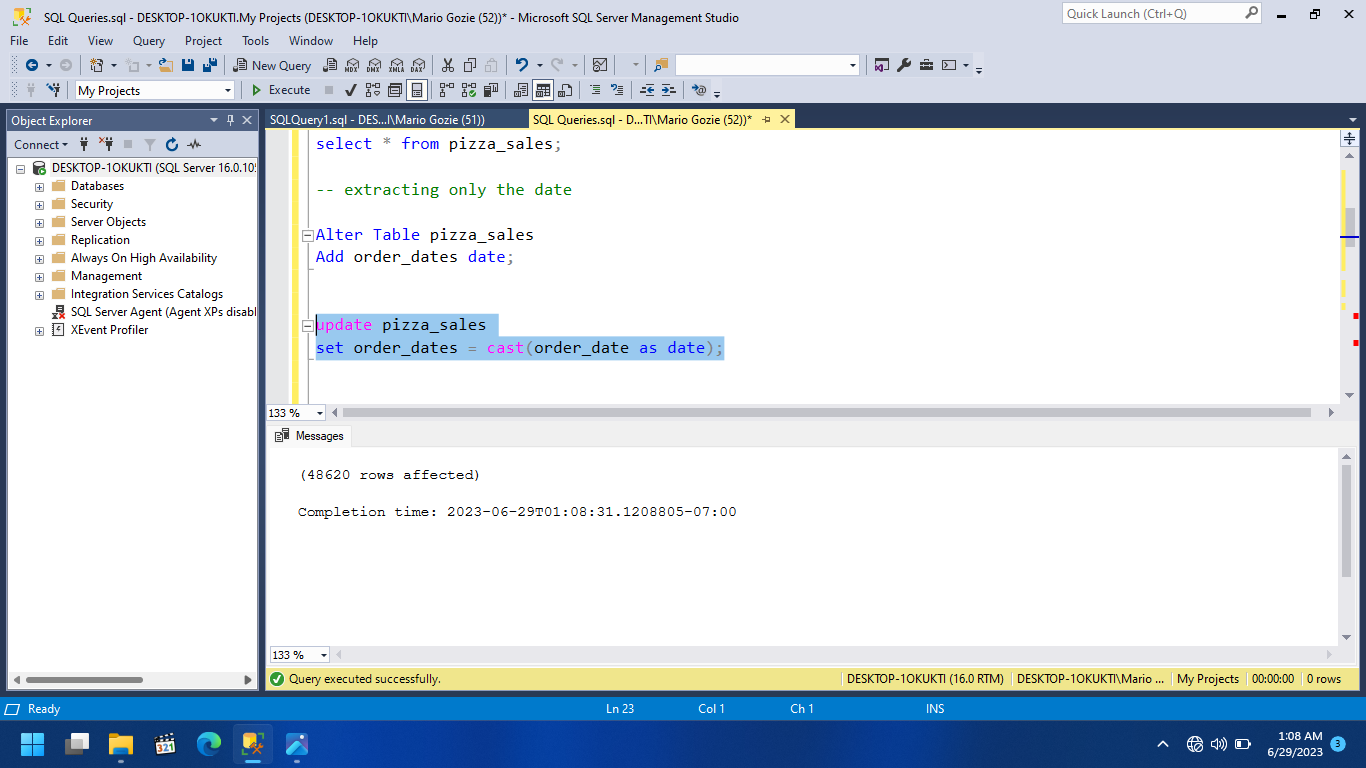 SQL Queries.sql - DESKTOP-1OKUKTI.My Projects (DESKTOP-1OKUKTI\Mario Gozie (52))* - Microsoft SQL Server Management Studio
Quick Launch (Ctrl+Q)
File Edit View Query Project Tools Window Help
New Query
MDX DMX XMLA DAX
My Projects
Execute
Object Explorer
Connect
DESKTOP-1OKUKTI (SQL Server 16.0.10
Databases
Security
Server Objects
Replication
Always On High Availability
Management
Integration Services Catalogs
SQL Server Agent (Agent XPs disabl
XEvent Profiler
SQLQuery1.sql - DES...I\Mario Gozie (51))
SQL Queries.sql - D...TI\Mario Gozie (52))*
select * from pizza_sales;
-- extracting only the date
Alter Table pizza_sales
Add order_dates date;
update pizza_sales
set order_dates = cast(order_date as date);
133 %
Messages
(48620 rows affected)
Completion time: 2023-06-29T01:08:31.1208805-07:00
133 %
Query executed successfully.
DESKTOP-1OKUKTI (16.0 RTM)
DESKTOP-1OKUKTI\Mario ...
My Projects
00:00:00
0 rows
Ready
Ln 23
Col 1
Ch 1
INS
321
1:08 AM
6/29/2023
3